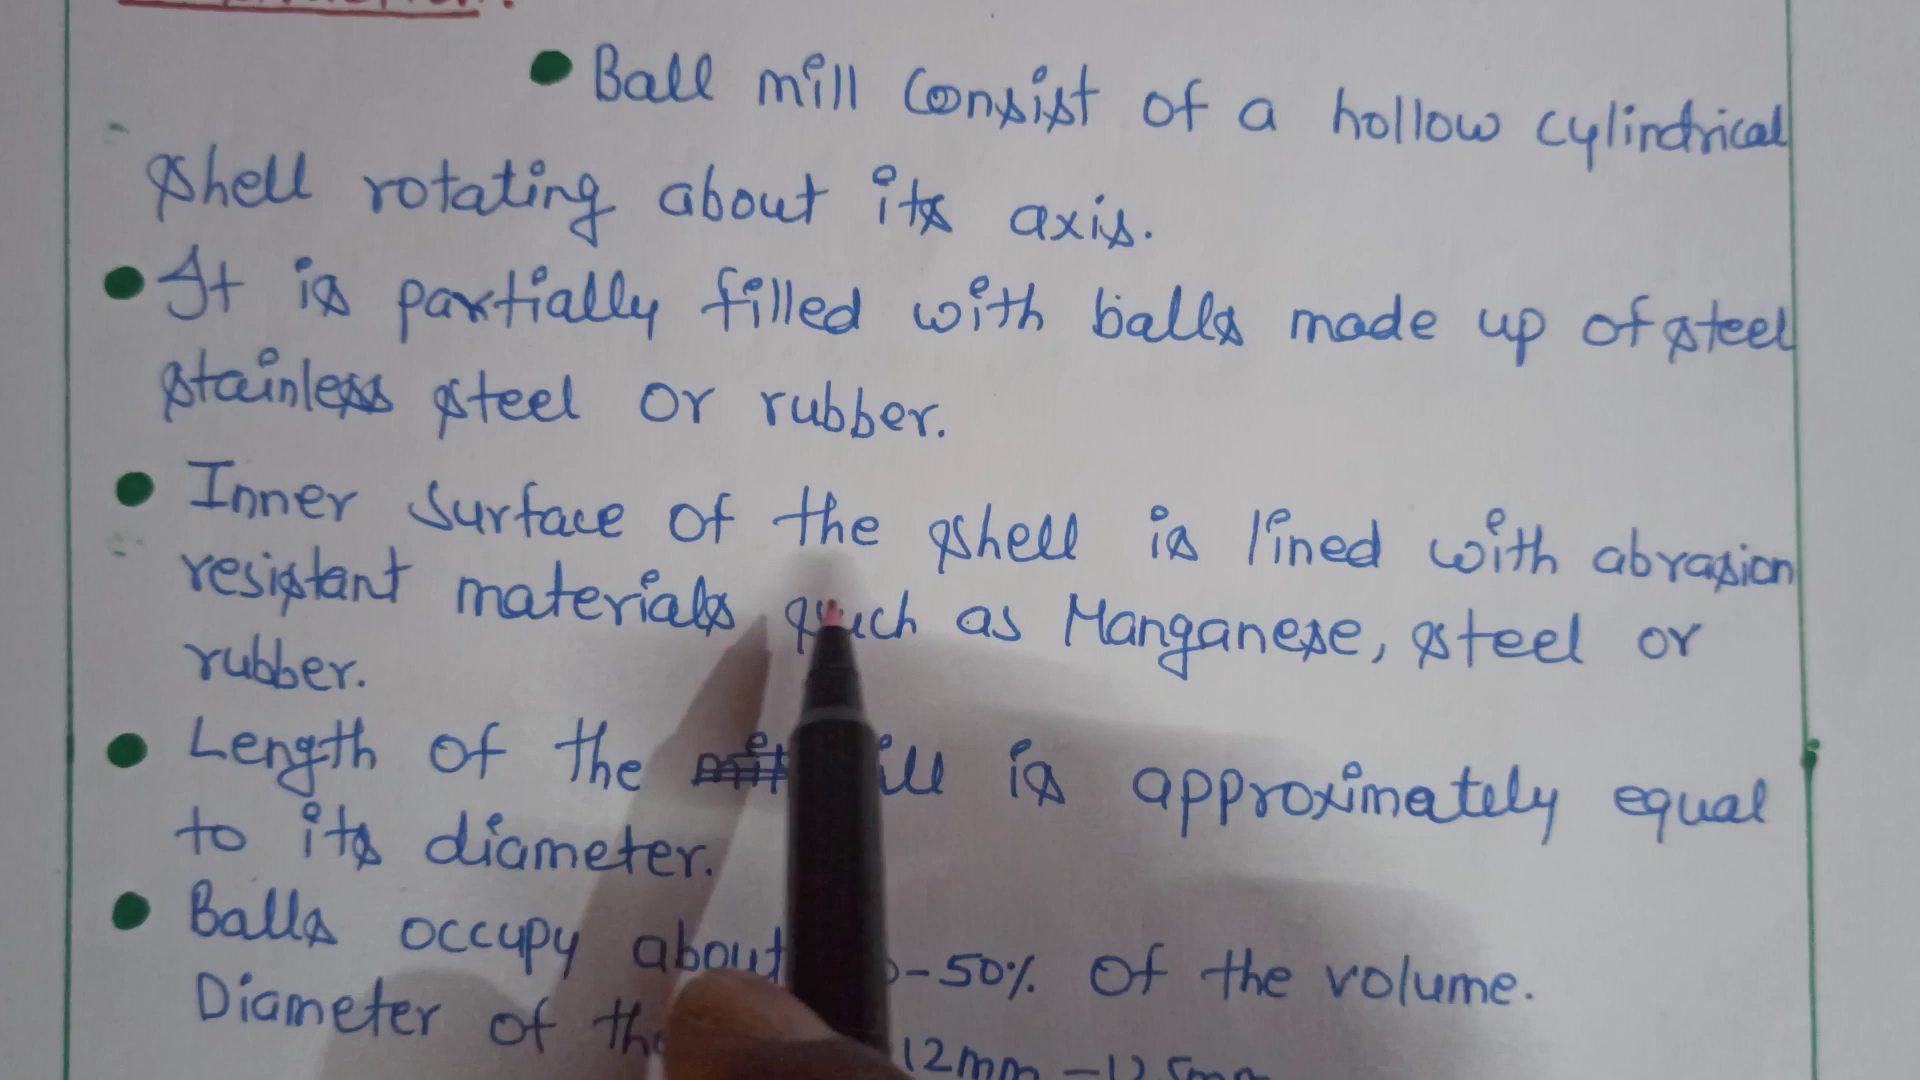 Ball mill Consist of a hollow cylindrical
shell rotating about its axis.
It is partially filled with balls made up of steel
stainless steel or rubber.
Inner Surface of the shell is lined with abrasion
resistant materials such as Manganese, steel or
rubber.
Length of the is approximately equal
to its diameter.
Balls occupy about -50% of the volume.
Diameter of 12mm -